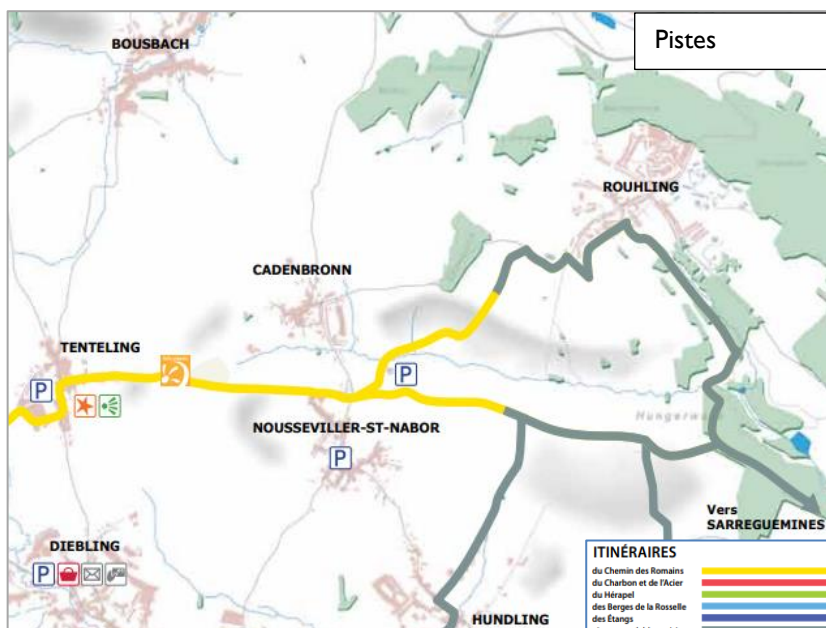 Pistes
BOUSBACH
ROUHLING
CADENBRONN
TENTELING
P
P
NOUSSEVILLER-ST-NABOR
P
Hungerwald
Vers
SARREGUEMINES
DIEBLING
P
HUNDLING
ITINÉRAIRES
du Chemin des Romains
du Charbon et de l'Acier
du Hérapel
des Berges de la Rosselle
des Étangs